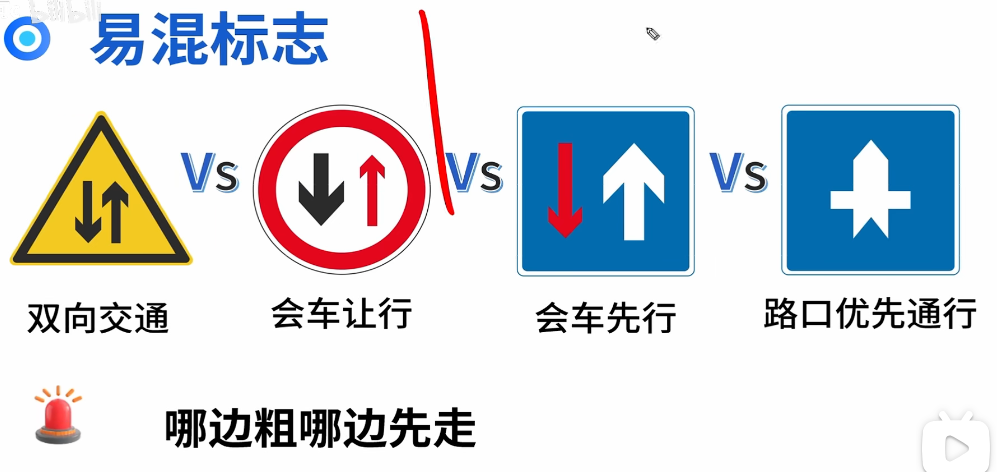 bilibili
易混标志
Vs Vs Vs
双向交通 会车让行 会车先行 路口优先通行
哪边粗哪边先走